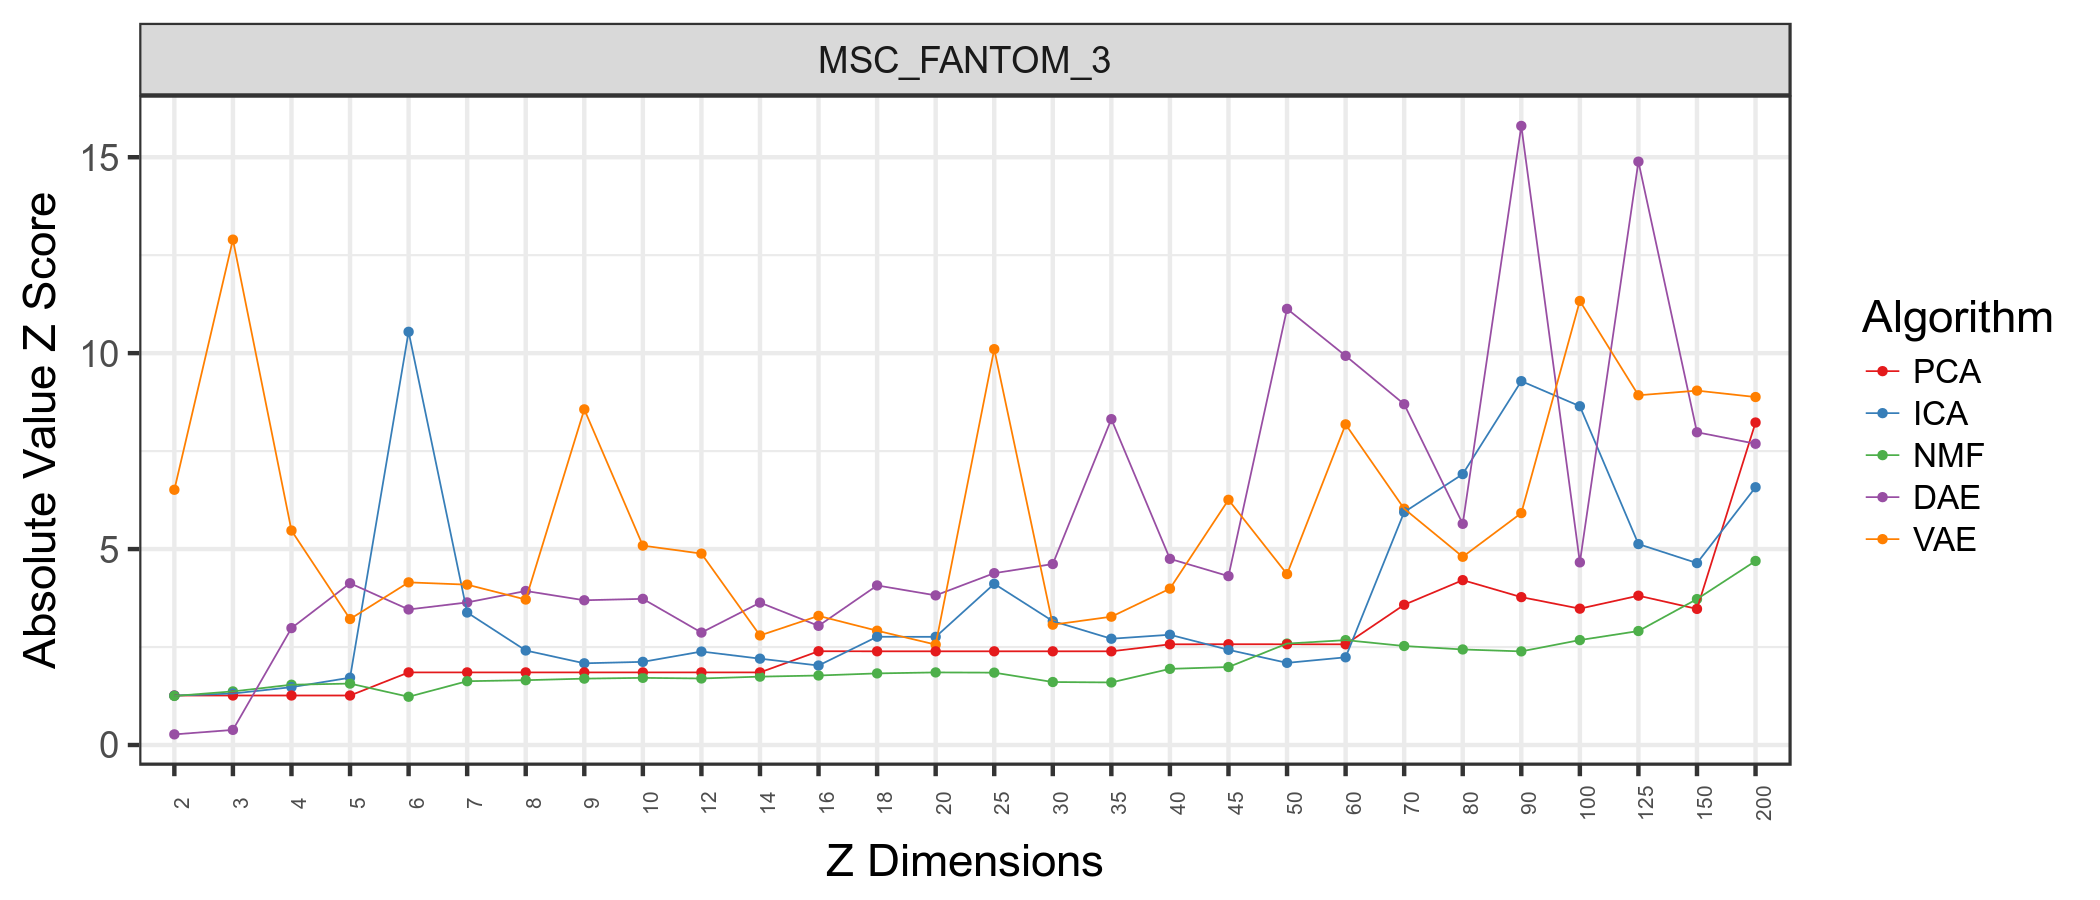 MSC_FANTOM_3
Absolute Value Z Score
15
10
5
0
2 3 4 5 6 7 8 9 10 12 14 16 18 20 25 30 35 40 45 50 60 70 80 90 100 125 150 200
Z Dimensions
Algorithm
PCA
ICA
NMF
DAE
VAE